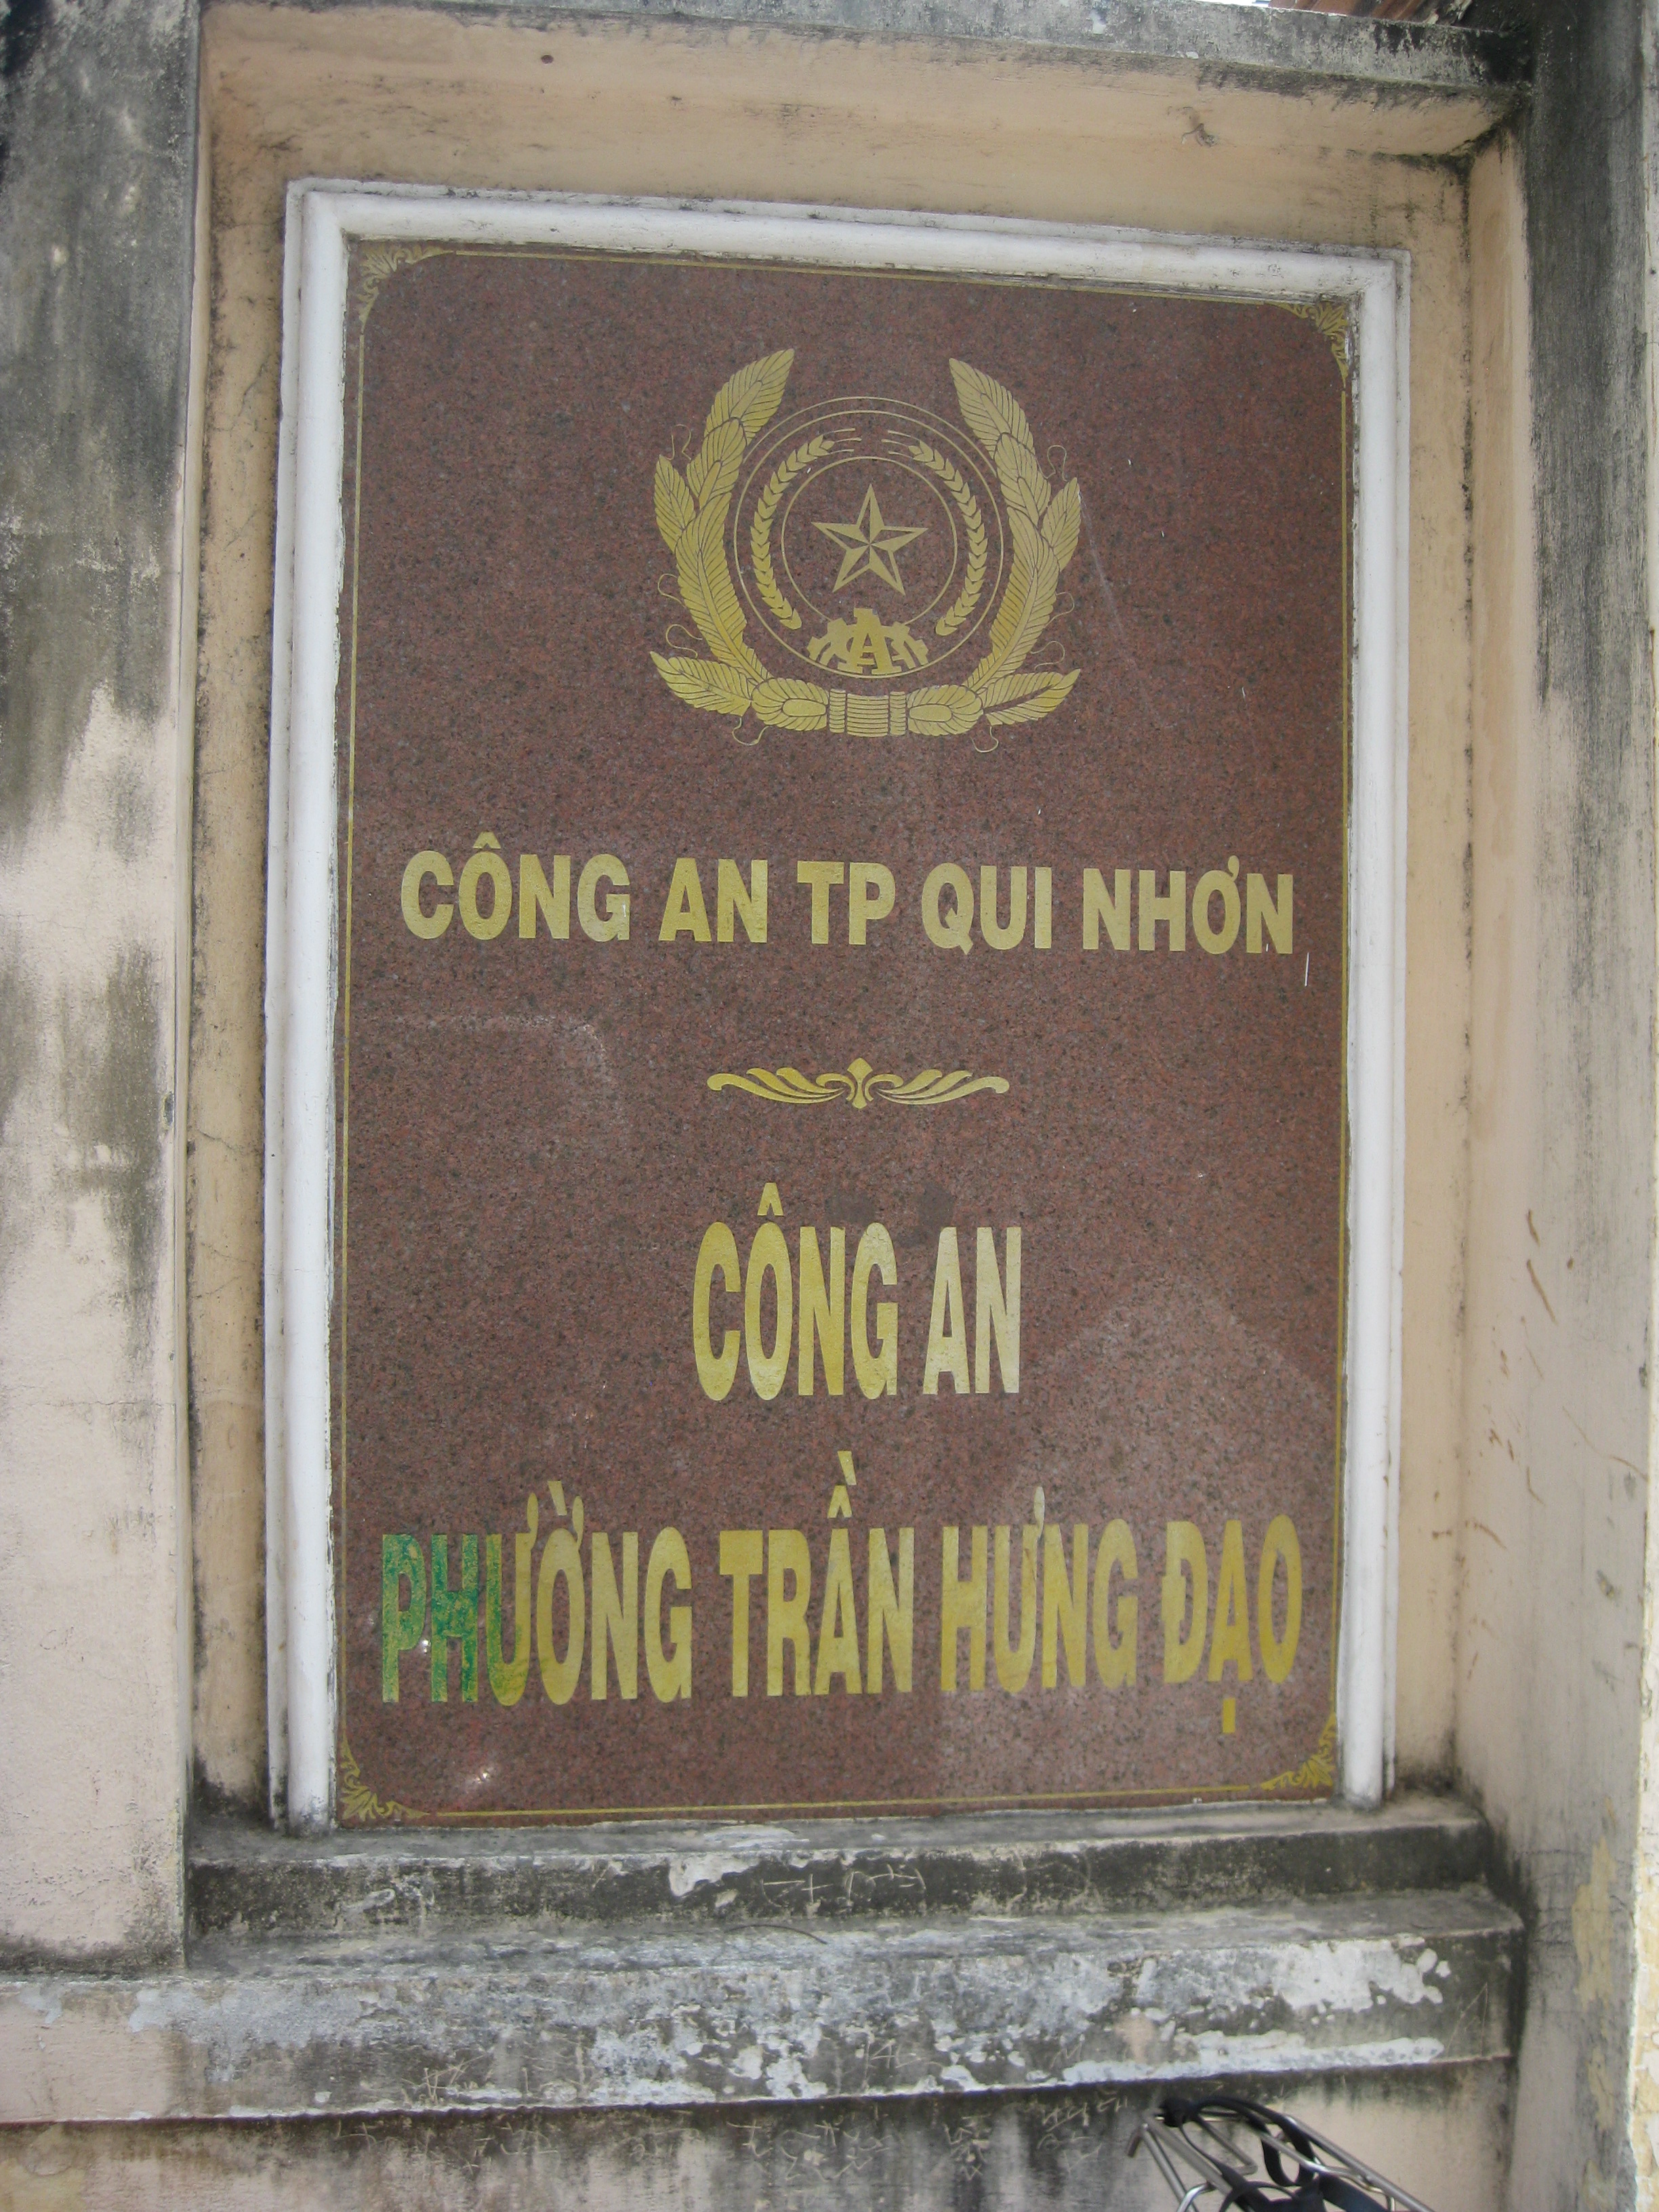 CÔNG AN TP QUI NHƠN
CÔNG AN
PHƯỜNG TRẦN HƯNG ĐẠO